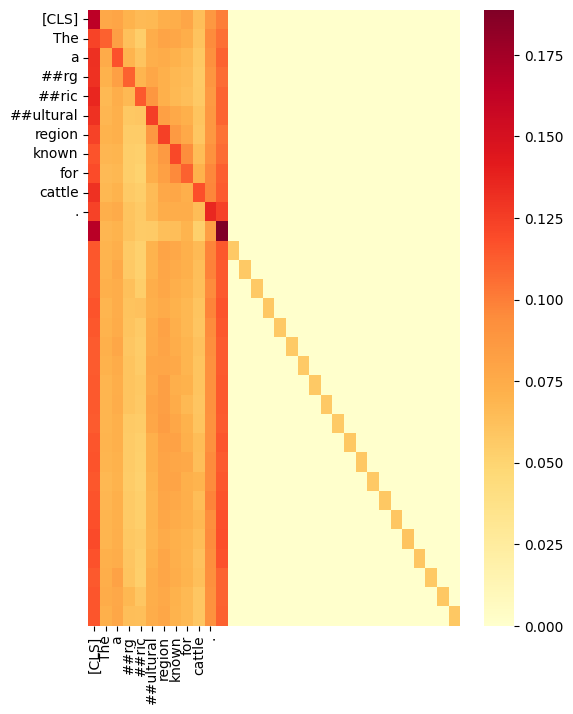 [CLS]
The
a
##rg
##ric
##ultural
region
known
for
cattle
.
[CLS]
The
a
##rg
##ric
##ultural
region
known
for
cattle
.
0.175
0.150
0.125
0.100
0.075
0.050
0.025
0.000